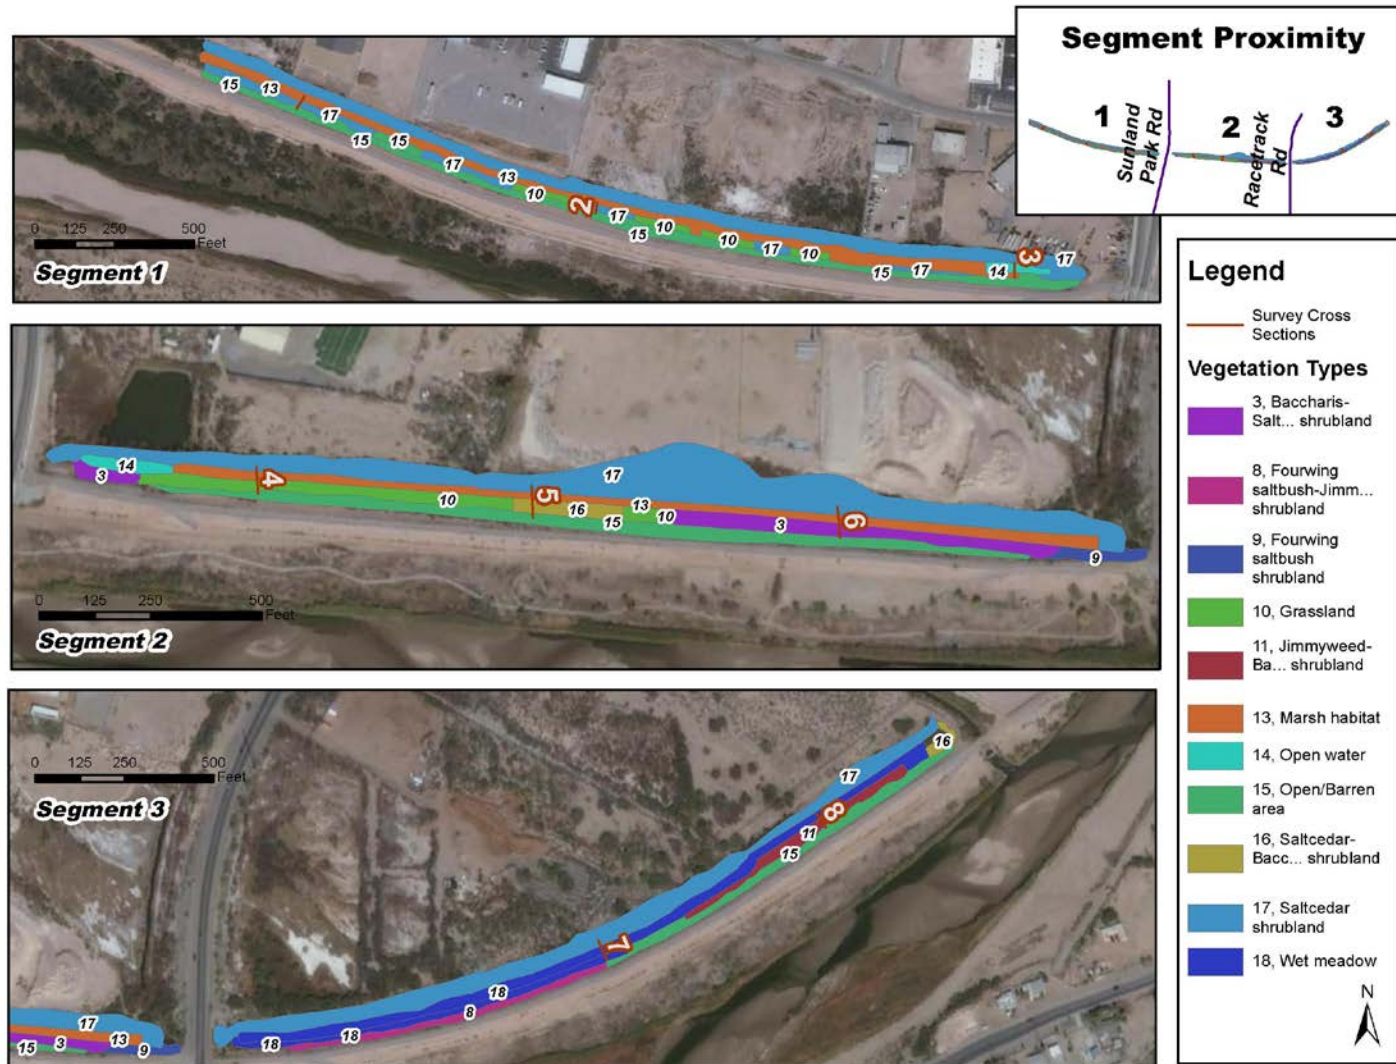 Segment Proximity
1
2
3
Sunland
Park Rd
Racetrack
Rd
15
13
17
15
15
17
13
10
2
17
15
10
10
17
10
15
17
14
3
17
0 125 250 500
Feet
Segment 1
14
3
4
10
5
16
17
13
10
15
3
6
9
0 125 250 500
Feet
Segment 2
16
17
8
11
15
7
18
8
18
18
17
13
3
15
9
0 125 250 500
Feet
Segment 3
Legend
Survey Cross
Sections
Vegetation Types
3, Baccharis-
Salt... shrubland
8, Fourwing
saltbush-Jimm...
shrubland
9, Fourwing
saltbush
shrubland
10, Grassland
11, Jimmyweed-
Ba... shrubland
13, Marsh habitat
14, Open water
15, Open/Barren
area
16, Saltcedar-
Bacc... shrubland
17, Saltcedar
shrubland
18, Wet meadow
N